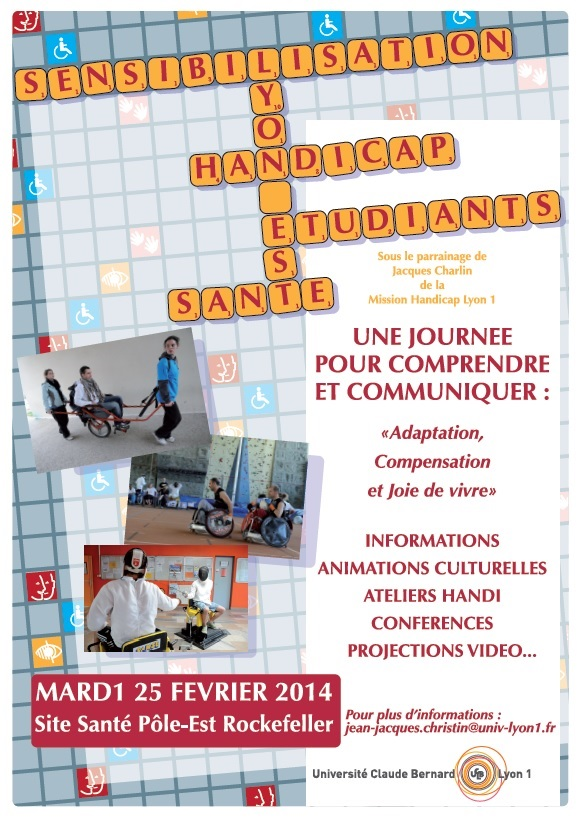 SENSIBILISATION
LYON I EST
HANDICAP
ETUDIANTS
SANTE
Sous le parrainage de
Jacques Charlin
de la
Mission Handicap Lyon 1
UNE JOURNEE
POUR COMPRENDRE
ET COMMUNIQUER :
«Adaptation,
Compensation
et Joie de vivre»
INFORMATIONS
ANIMATIONS CULTURELLES
ATELIERS HANDI
CONFERENCES
PROJECTIONS VIDEO...
MARD1 25 FEVRIER 2014
Site Santé Pôle-Est Rockefeller
Pour plus d'informations :
jean-jacques.christin@univ-lyon1.fr
Université Claude Bernard Lyon 1